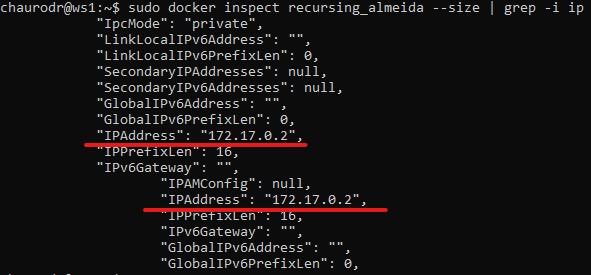 chaurodr@ws1:~$ sudo docker inspect recursing_almeida --size | grep -i ip
"IpcMode": "private",
"LinkLocalIPv6Address": "",
"LinkLocalIPv6PrefixLen": 0,
"SecondaryIPAddresses": null,
"SecondaryIPv6Addresses": null,
"GlobalIPv6Address": "",
"GlobalIPv6PrefixLen": 0,
"IPAddress": "172.17.0.2",
"IPPrefixLen": 16,
"IPv6Gateway": "",
"IPAMConfig": null,
"IPAddress": "172.17.0.2",
"IPPrefixLen": 16,
"IPv6Gateway": "",
"GlobalIPv6Address": "",
"GlobalIPv6PrefixLen": 0,